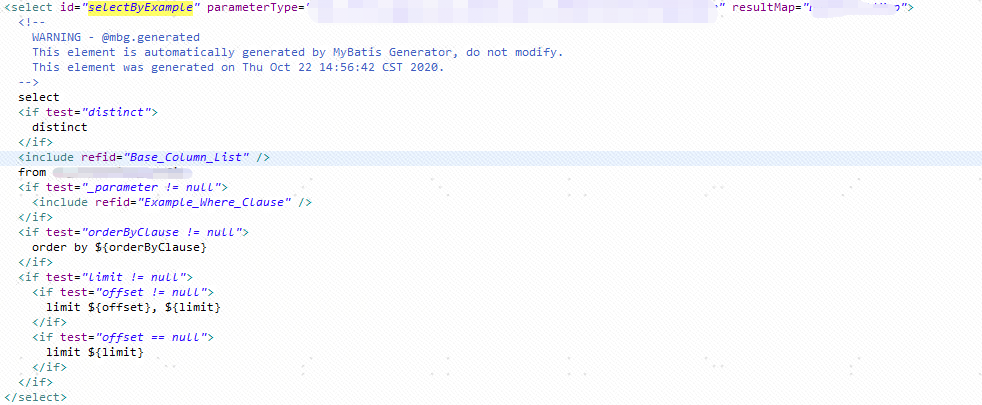 <select id="selectByExample" parameterType=" " resultMap=" ">
<!--
WARNING - @mbg.generated
This element is automatically generated by MyBatis Generator, do not modify.
This element was generated on Thu Oct 22 14:56:42 CST 2020.
-->
select
<if test="distinct">
distinct
</if>
<include refid="Base_Column_List" />
from
<if test="_parameter != null">
<include refid="Example_Where_Clause" />
</if>
<if test="orderByClause != null">
order by ${orderByClause}
</if>
<if test="limit != null">
<if test="offset != null">
limit ${offset}, ${limit}
</if>
<if test="offset == null">
limit ${limit}
</if>
</if>
</select>